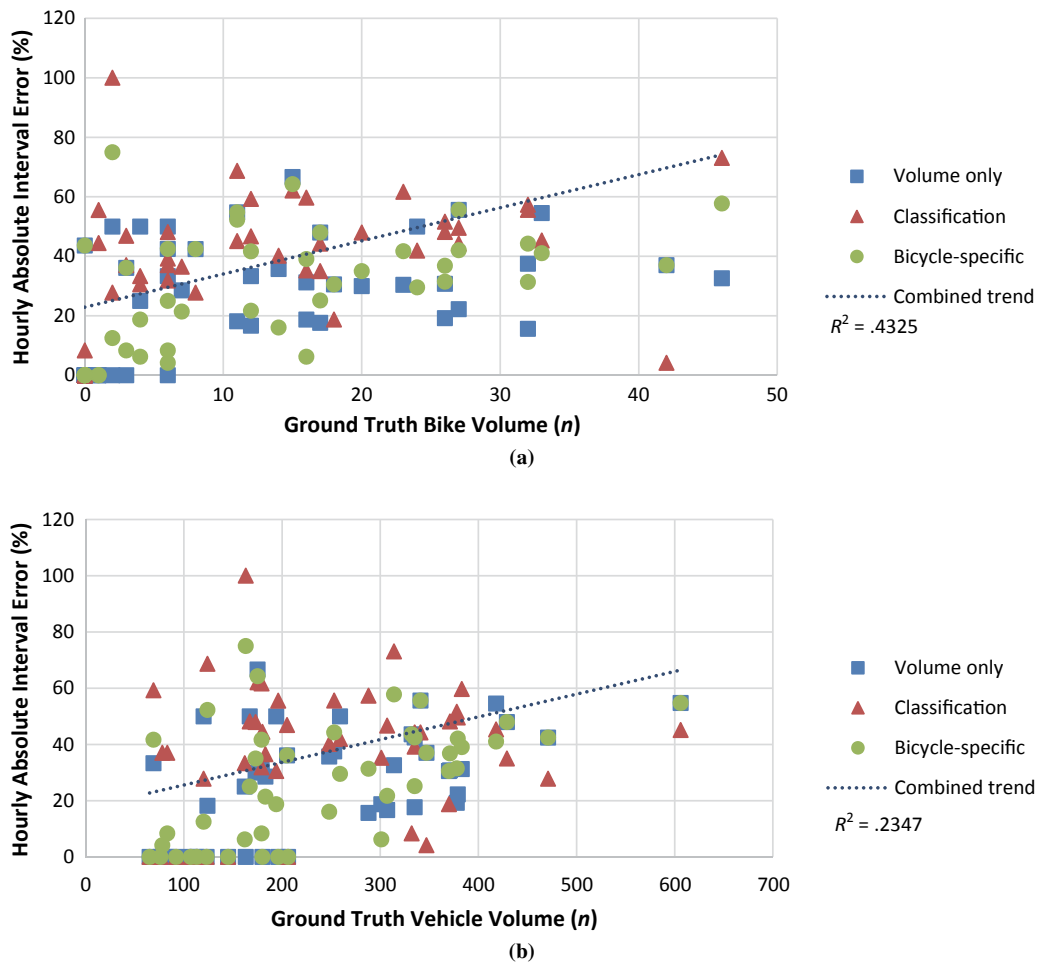 120
100
80
60
40
20
0
Hourly Absolute Interval Error (%)
0 10 20 30 40 50
Ground Truth Bike Volume (n)
Volume only
Classification
Bicycle-specific
Combined trend
R² = .4325
(a)
120
100
80
60
40
20
0
Hourly Absolute Interval Error (%)
0 100 200 300 400 500 600 700
Ground Truth Vehicle Volume (n)
Volume only
Classification
Bicycle-specific
Combined trend
R² = .2347
(b)